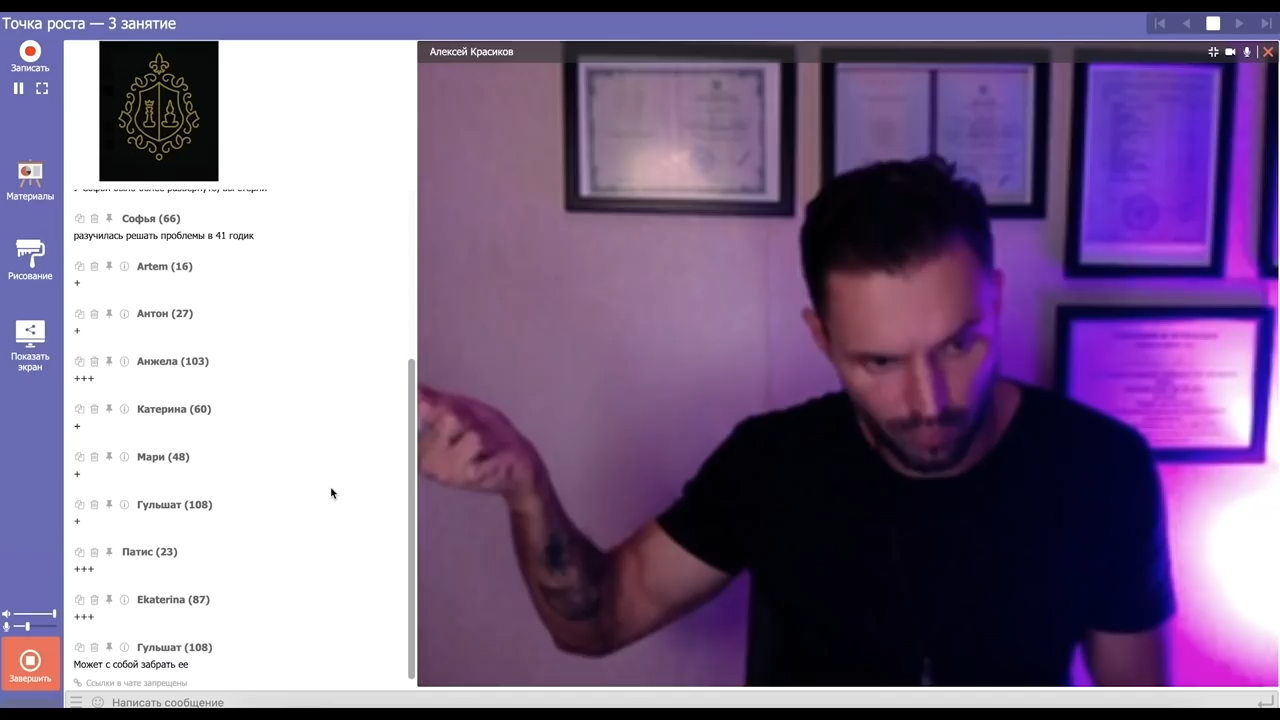 Точка роста — 3 занятие
Записать
Материалы
Рисование
Показать
экран
Завершить
Софья (66)
разучилась решать проблемы в 41 годик
Artem (16)
+
Антон (27)
+
Анжела (103)
+++
Катерина (60)
+
Мари (48)
+
Гульшат (108)
+
Патис (23)
+++
Ekaterina (87)
+++
Гульшат (108)
Может с собой забрать ее
Ссылки в чате запрещены
Написать сообщение
Алексей Красиков